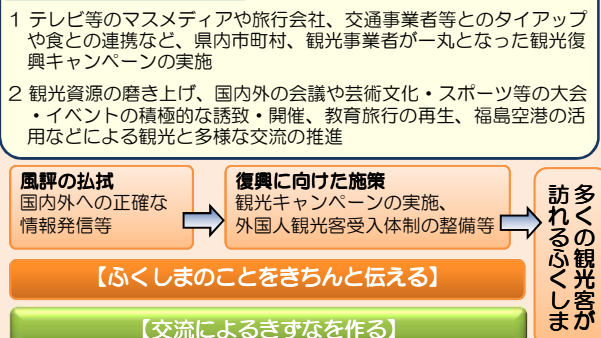 1 テレビ等のマスメディアや旅行会社、交通事業者等とのタイアップ
や食との連携など、県内市町村、観光事業者が一丸となった観光復
興キャンペーンの実施
2 観光資源の磨き上げ、国内外の会議や芸術文化・スポーツ等の大会
・イベントの積極的な誘致・開催、教育旅行の再生、福島空港の活
用などによる観光と多様な交流の推進
風評の払拭
国内外への正確な
情報発信等
復興に向けた施策
観光キャンペーンの実施、
外国人観光客受入体制の整備等
多くの観光客が
訪れるふくしま
【ふくしまのことをきちんと伝える】
【交流によるきずなを作る】